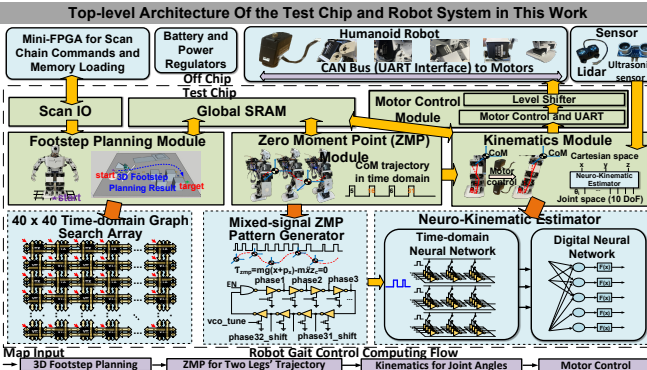 Top-level Architecture Of the Test Chip and Robot System in This Work
Mini-FPGA for Scan
Chain Commands and
Memory Loading
Battery and
Power
Regulators
Humanoid Robot
CAN Bus (UART Interface) to Motors
Sensor
Lidar
Ultrasonic
sensor
Off Chip
Test Chip
Scan IO
Global SRAM
Motor Control
Module
Level Shifter
Motor Control and UART
Footstep Planning Module
start
start
3D Footstep
Planning Result
target
Zero Moment Point (ZMP)
Module
CoM trajectory
in time domain
Kinematics Module
CoM
CoM
Motor
control
Cartesian space
x y z
Neuro-Kinematic
Estimator
Joint space (10 DoF)
40 x 40 Time-domain Graph
Search Array
Mixed-signal ZMP
Pattern Generator
EN
phase1
phase2
phase3
vco_tune
phase32_shift
phase31_shift
Neuro-Kinematic Estimator
Time-domain
Neural Network
Digital Neural
Network
F(x)
F(x)
F(x)
F(x)
F(x)
Map Input
Robot Gait Control Computing Flow
3D Footstep Planning
ZMP for Two Legs' Trajectory
Kinematics for Joint Angles
Motor Control